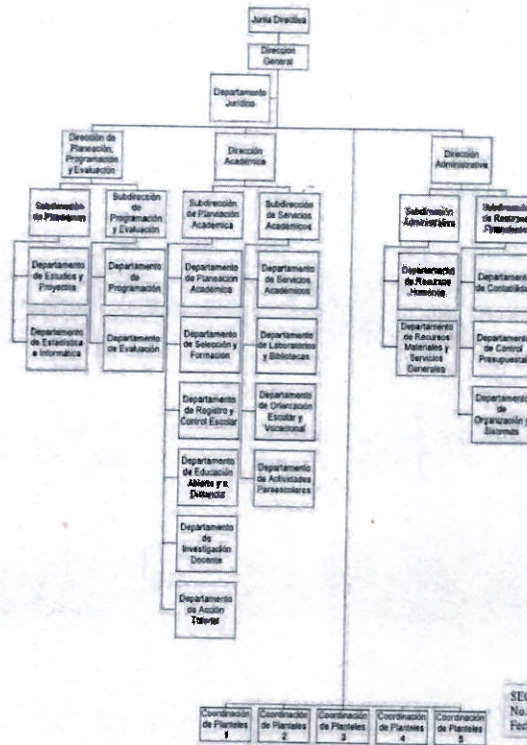 Junta Directiva
Dirección
General
Departamento
Jurídico
Dirección de
Planeación,
Programación
y Evaluación
Subdirección
de Planeación
Departamento
de Estudios y
Proyectos
Departamento
de Estadística
e Informática
Subdirección
de
Programación
y Evaluación
Departamento
de
Programación
Departamento
de Evaluación
Dirección
Académica
Subdirección
de Planeación
Académica
Departamento
de Planeación
Académica
Departamento
de Selección y
Formación
Departamento
de Registro y
Control Escolar
Departamento
de Educación
Abierta y a
Distancia
Departamento
de
Investigación
Docente
Departamento
de Acción
Tutorial
Subdirección
de Servicios
Académicos
Departamento
de Servicios
Académicos
Departamento
de Laboratorios
y Bibliotecas
Departamento
de Orientación
Escolar y
Vocacional
Departamento
de Actividades
Paraescolares
Dirección
Administrativa
Subdirección
Administrativa
Departamento
de Recursos
Humanos
Departamento
de Recursos
Materiales y
Servicios
Generales
de Recursos
Departamento
de Contabilid
Departamento
de Control
Presupuestal
Departamento
de
Organización y
Sistemas
Coordinación
de Planteles
1
Coordinación
de Planteles
2
Coordinación
de Planteles
3
Coordinación
de Planteles
4
Coordinación
de Planteles
5
No.